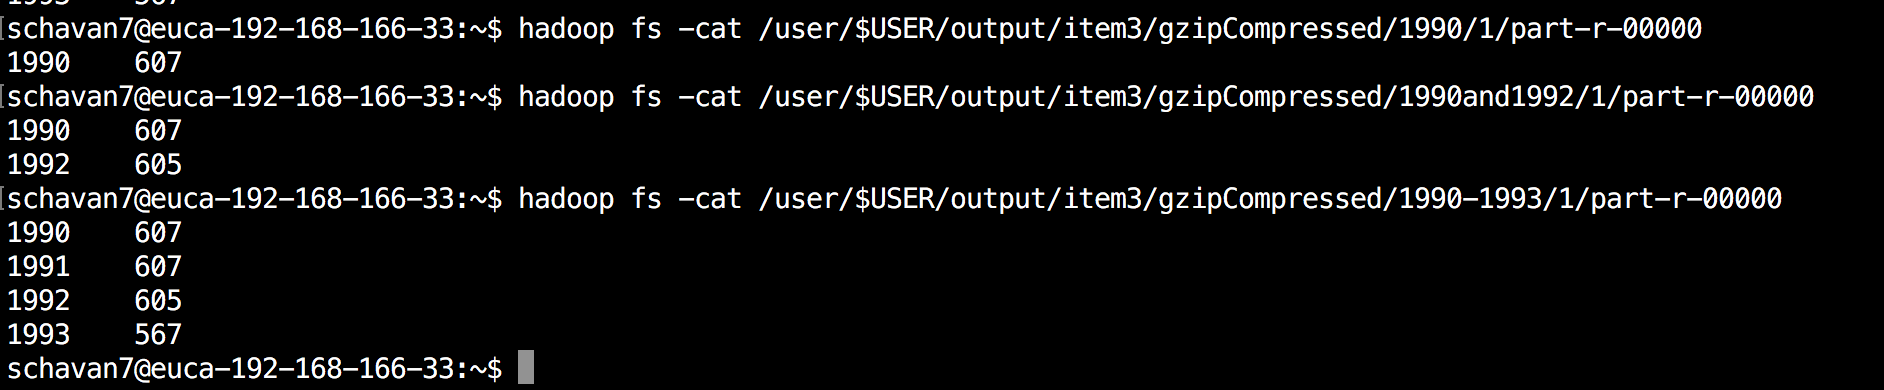 1993    567
schavan7@euca-192-168-166-33:~$ hadoop fs -cat /user/$USER/output/item3/gzipCompressed/1990/1/part-r-00000
1990    607
schavan7@euca-192-168-166-33:~$ hadoop fs -cat /user/$USER/output/item3/gzipCompressed/1990and1992/1/part-r-00000
1990    607
1992    605
schavan7@euca-192-168-166-33:~$ hadoop fs -cat /user/$USER/output/item3/gzipCompressed/1990-1993/1/part-r-00000
1990    607
1991    607
1992    605
1993    567
schavan7@euca-192-168-166-33:~$